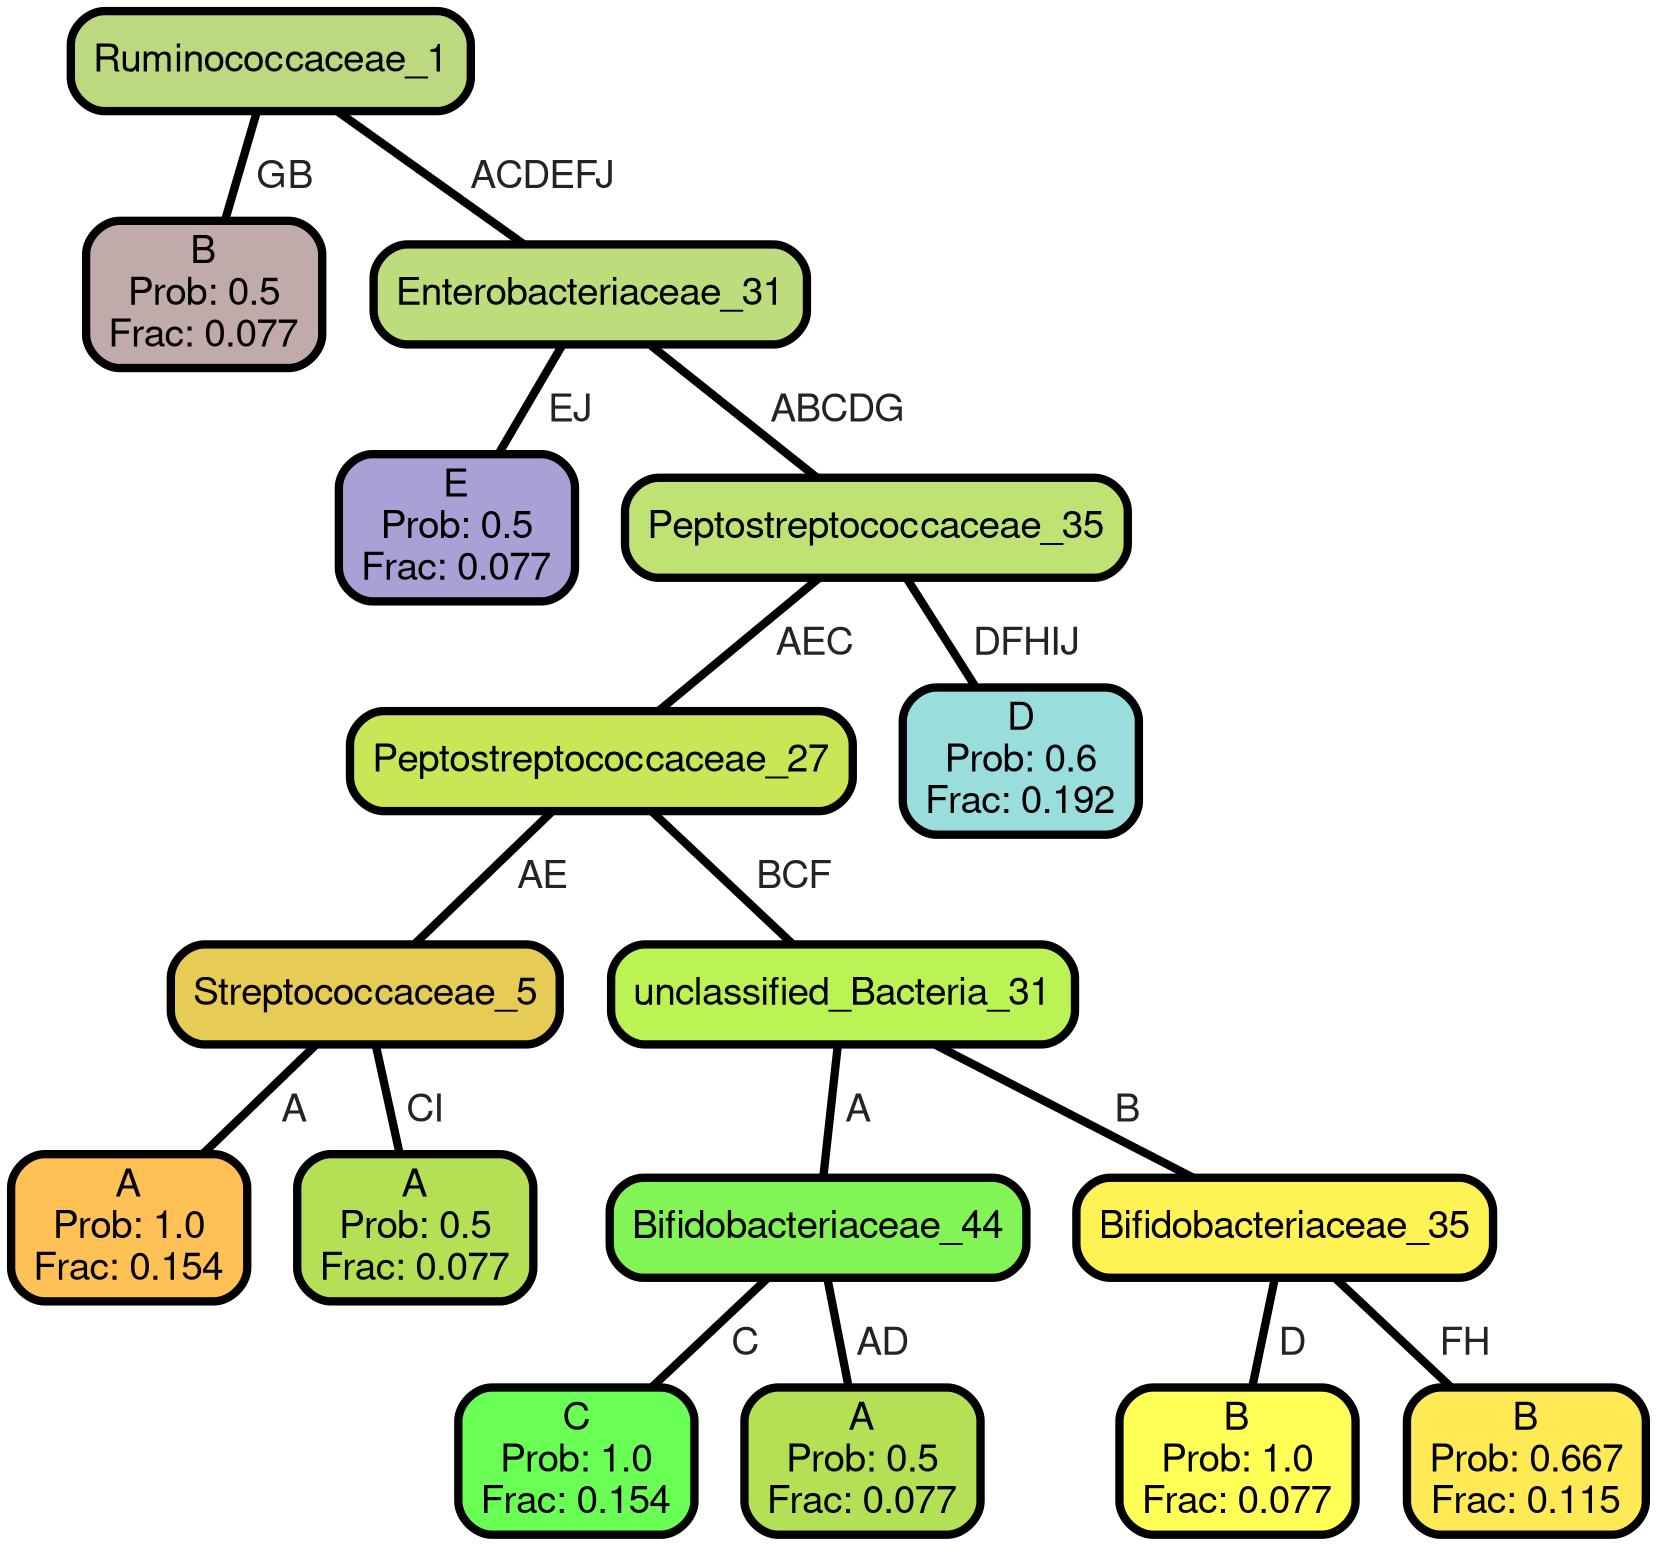 Ruminococcaceae_1
GB
ACDEFJ
B
Prob: 0.5
Frac: 0.077
Enterobacteriaceae_31
EJ
ABCDG
E
Prob: 0.5
Frac: 0.077
Peptostreptococcaceae_35
AEC
DFHIJ
Peptostreptococcaceae_27
D
Prob: 0.6
Frac: 0.192
AE
BCF
Streptococcaceae_5
unclassified_Bacteria_31
A
CI
A
B
A
Prob: 1.0
Frac: 0.154
A
Prob: 0.5
Frac: 0.077
Bifidobacteriaceae_44
Bifidobacteriaceae_35
C
AD
D
FH
C
Prob: 1.0
Frac: 0.154
A
Prob: 0.5
Frac: 0.077
B
Prob: 1.0
Frac: 0.077
B
Prob: 0.667
Frac: 0.115